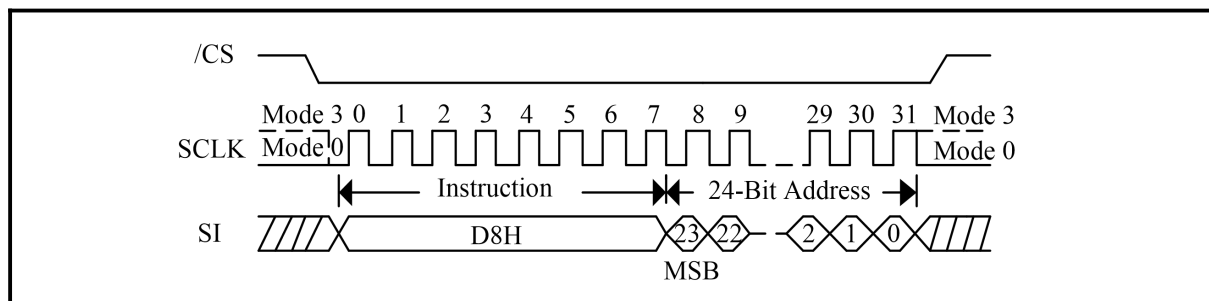 /CS
Mode 3 0 1 2 3 4 5 6 7 8 9 29 30 31 Mode 3
SCLK Mode 0 Mode 0
Instruction 24-Bit Address
SI D8H 23 22 2 1 0
MSB